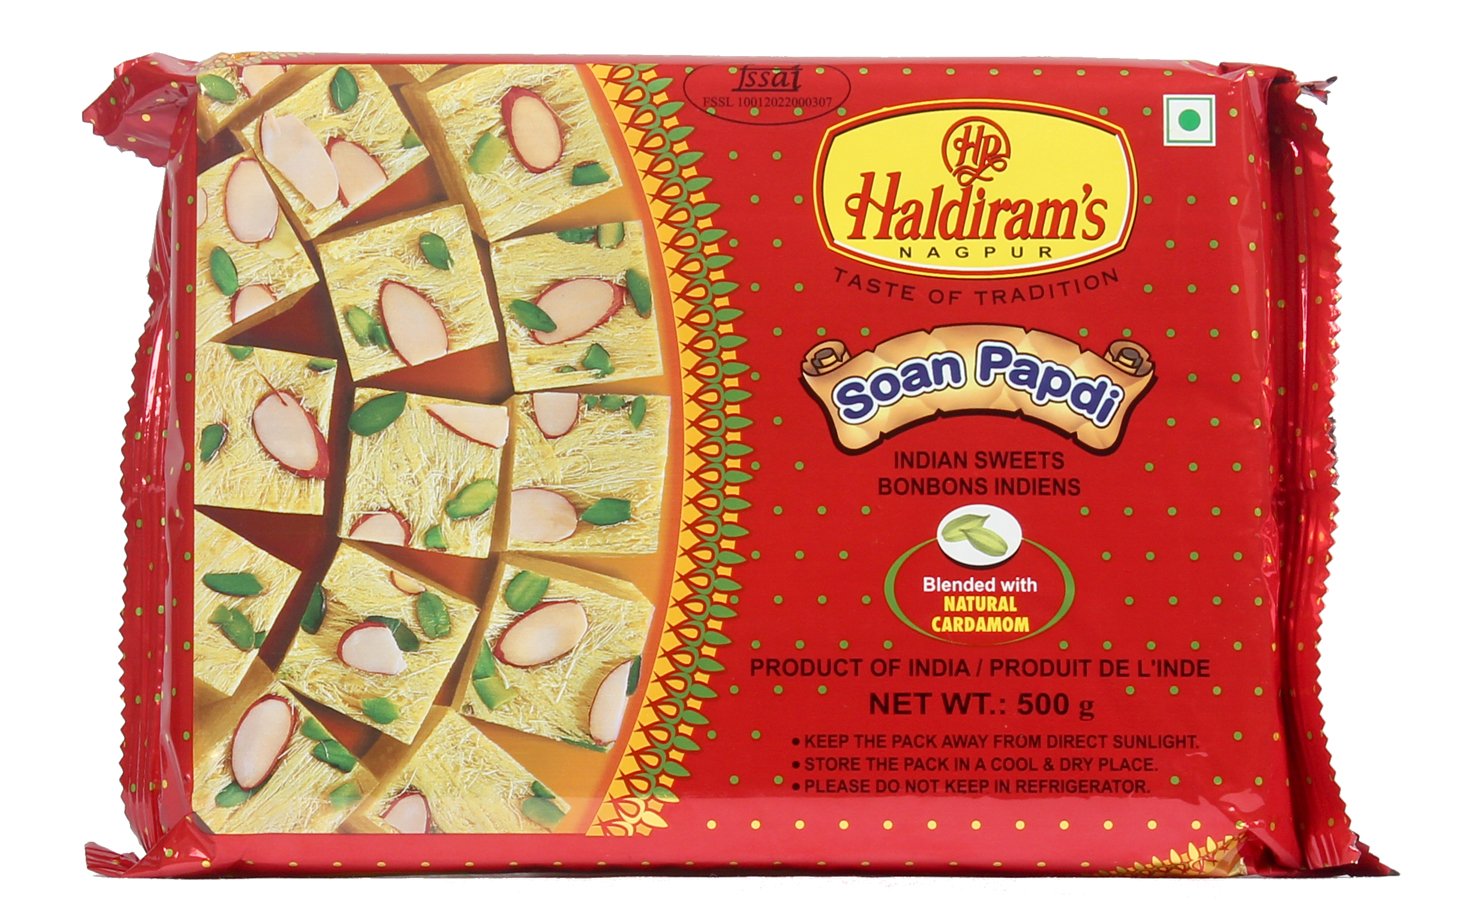 fssai
FSSL 10012022000307
HR
Haldiram's
NAGPUR
TASTE OF TRADITION
Soan Papdi
INDIAN SWEETS
BONBONS INDIENS
Blended with
NATURAL
CARDAMOM
PRODUCT OF INDIA / PRODUIT DE L'INDE
NET WT.: 500 g
• KEEP THE PACK AWAY FROM DIRECT SUNLIGHT.
• STORE THE PACK IN A COOL & DRY PLACE.
• PLEASE DO NOT KEEP IN REFRIGERATOR.